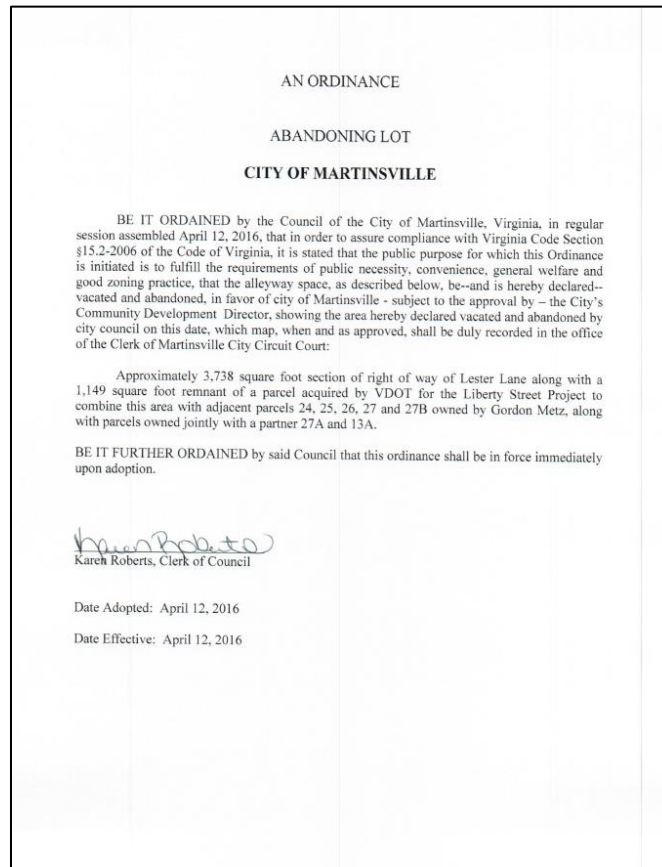 AN ORDINANCE
ABANDONING LOT
CITY OF MARTINSVILLE
BE IT ORDAINED by the Council of the City of Martinsville, Virginia, in regular
session assembled April 12, 2016, that in order to assure compliance with Virginia Code Section
§15.2-2006 of the Code of Virginia, it is stated that the public purpose for which this Ordinance
is initiated is to fulfill the requirements of public necessity, convenience, general welfare and
good zoning practice, that the alleyway space, as described below, be--and is hereby declared--
vacated and abandoned, in favor of city of Martinsville - subject to the approval by – the City's
Community Development Director, showing the area hereby declared vacated and abandoned by
city council on this date, which map, when and as approved, shall be duly recorded in the office
of the Clerk of Martinsville City Circuit Court:
Approximately 3,738 square foot section of right of way of Lester Lane along with a
1,149 square foot remnant of a parcel acquired by VDOT for the Liberty Street Project to
combine this area with adjacent parcels 24, 25, 26, 27 and 27B owned by Gordon Metz, along
with parcels owned jointly with a partner 27A and 13A.
BE IT FURTHER ORDAINED by said Council that this ordinance shall be in force immediately
upon adoption.
Karen Roberts
Karen Roberts, Clerk of Council
Date Adopted: April 12, 2016
Date Effective: April 12, 2016